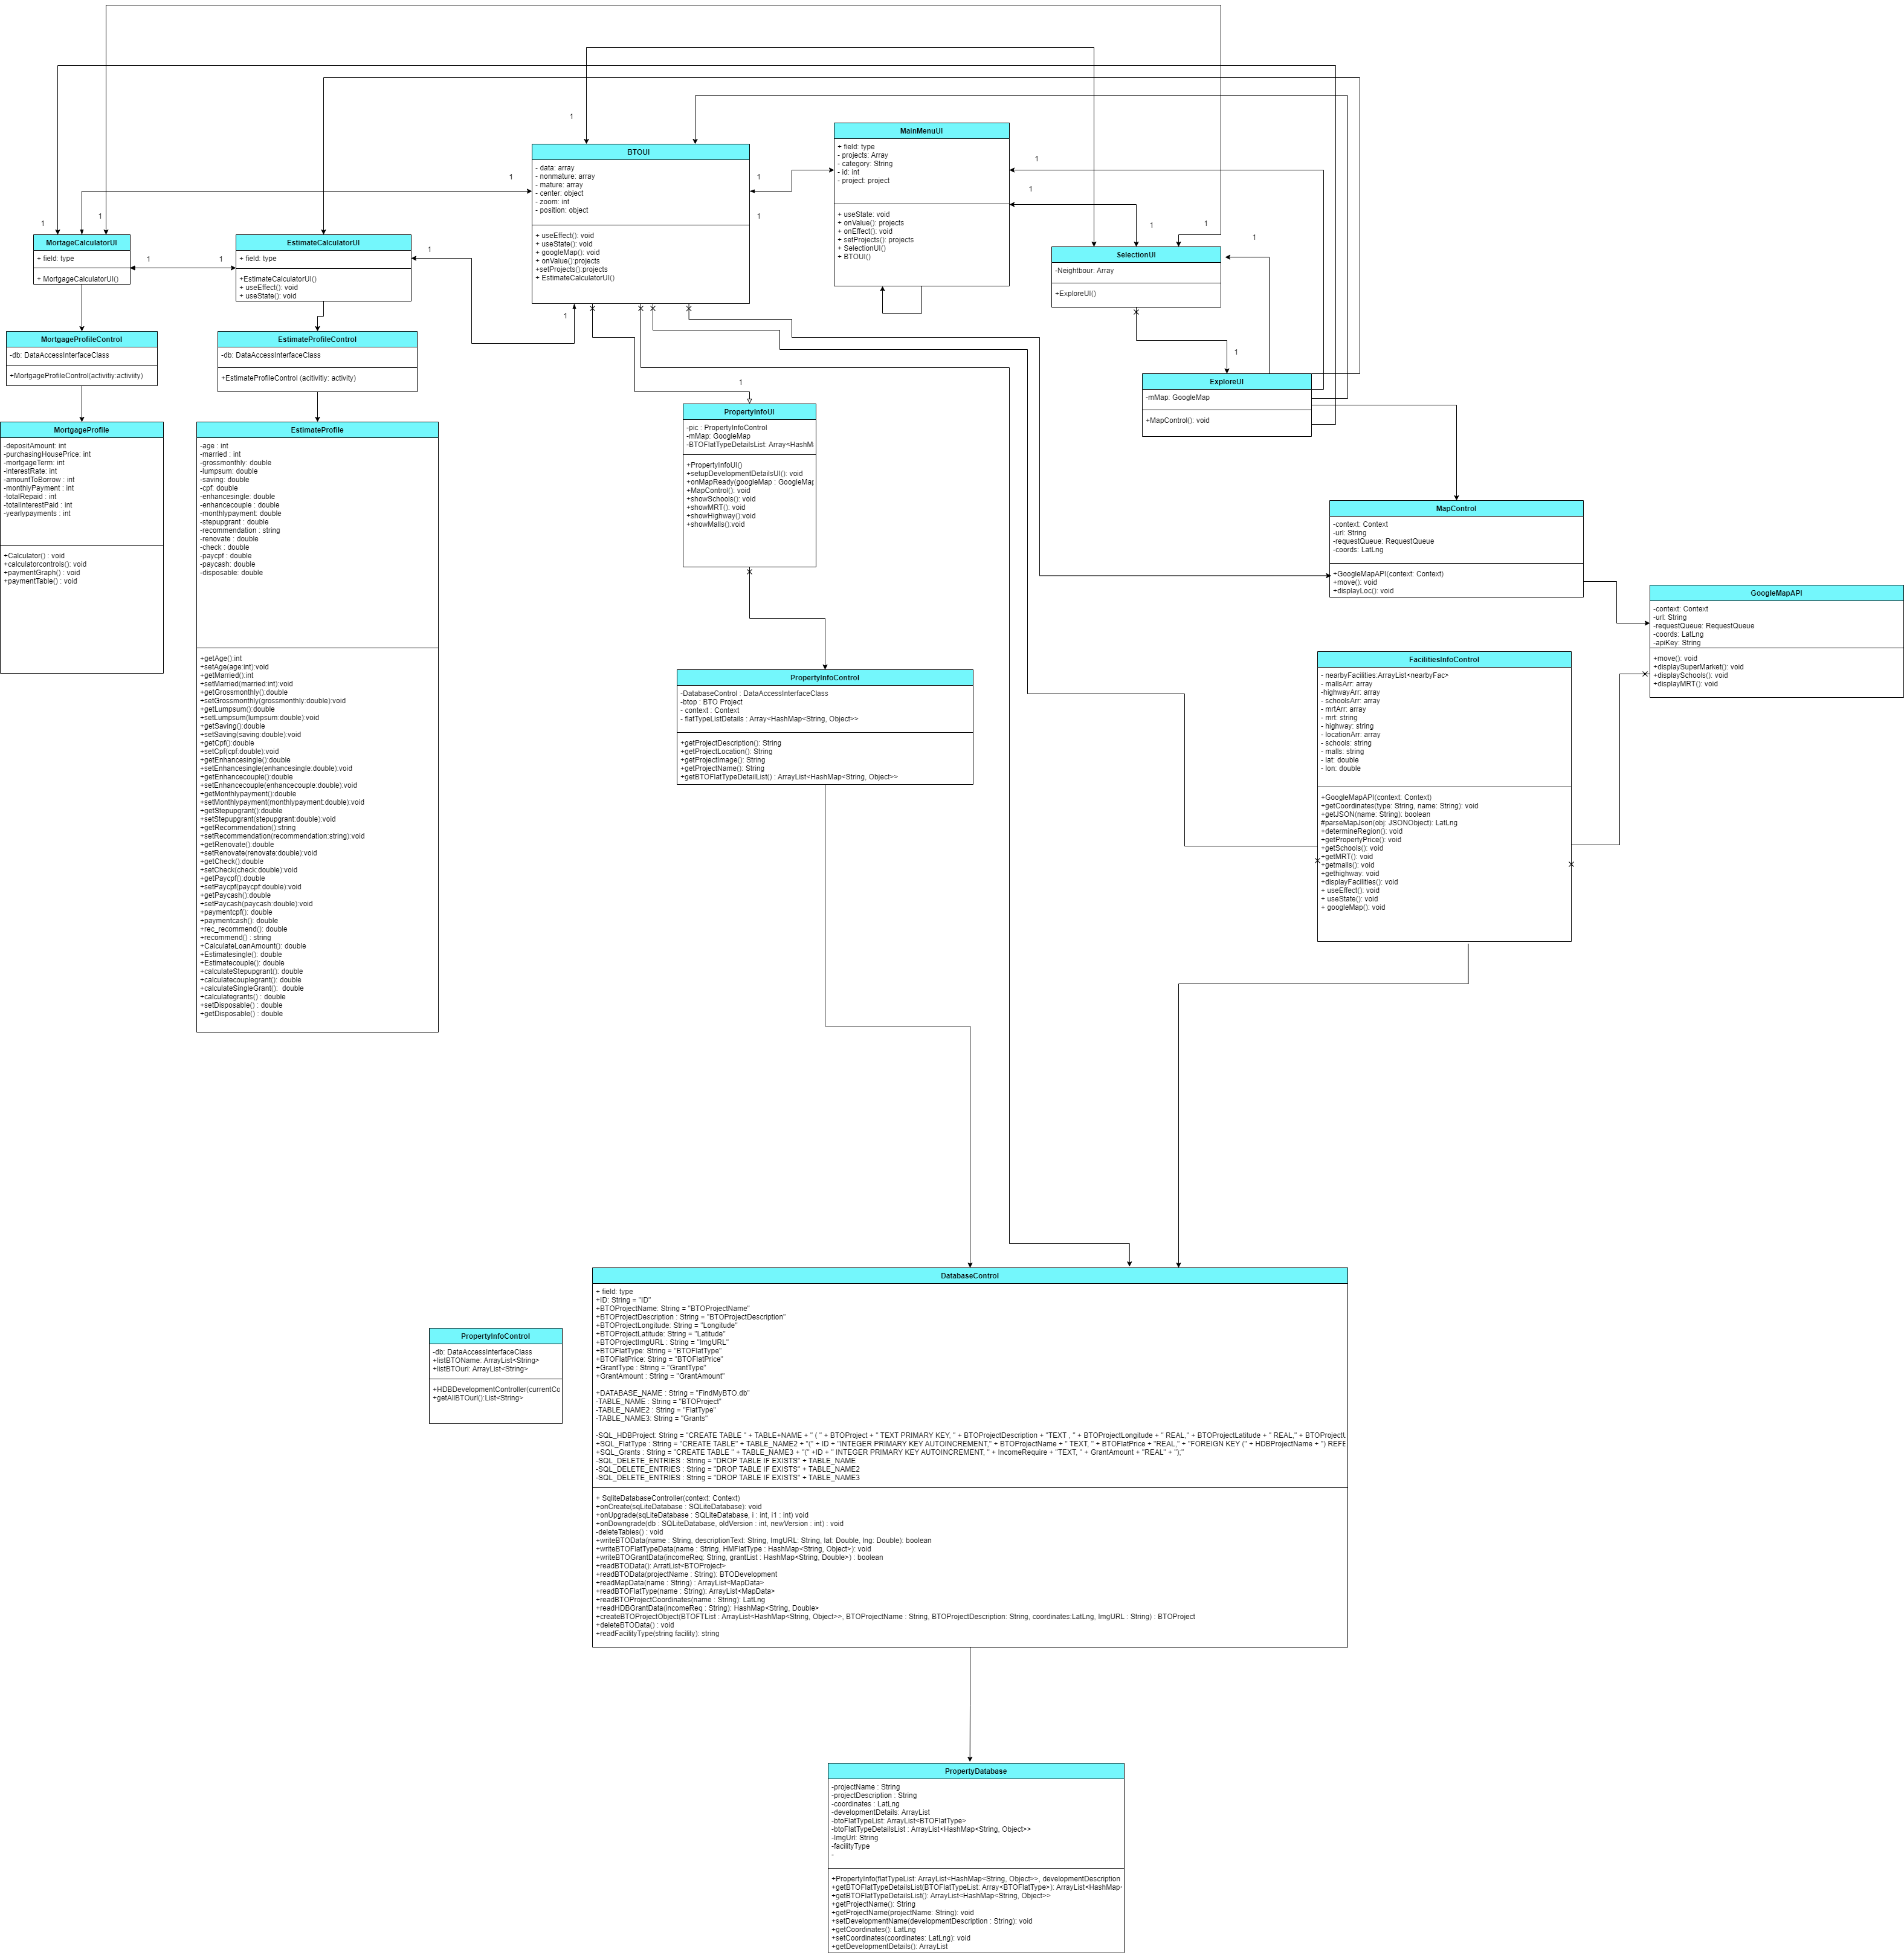 1
BTOUI
- data: array
- nonmature: array
- mature: array
- center: object
- zoom: int
- position: object
+ useEffect(): void
+ useState(): void
+ googleMap(): void
+ onValue():projects
+setProjects():projects
+ EstimateCalculatorUI()
MainMenuUI
+ field: type
- projects: Array
- category: String
- id: int
- project: project
+ useState: void
+ onValue(): projects
+ onEffect(): void
+ setProjects(): projects
+ SelectionUI()
+ BTOUI()
1
1
1
1
1
1
1
1
1
1
1
1
1
1
MortageCalculatorUI
+ field: type
+ MortgageCalculatorUI()
EstimateCalculatorUI
+ field: type
+EstimateCalculatorUI()
+ useEffect(): void
+ useState(): void
SelectionUI
-Neightbour: Array
+ExploreUI()
1
1
MortgageProfileControl
-db: DataAccessInterfaceClass
+MortgageProfileControl(activitiy:activiity)
EstimateProfileControl
-db: DataAccessInterfaceClass
+EstimateProfileControl (acitivitiy: activity)
ExploreUI
-mMap: GoogleMap
+MapControl(): void
1
MortgageProfile
-depositAmount: int
-purchasingHousePrice: int
-mortgageTerm: int
-interestRate: int
-amountToBorrow : int
-monthlyPayment : int
-totalRepaid : int
-totalInterestPaid : int
-yearlypayments : int
+Calculator() : void
+calculatorcontrols(): void
+paymentGraph() : void
+paymentTable() : void
EstimateProfile
-age : int
-married : int
-grossmonthly: double
-lumpsum: double
-saving: double
-cpf: double
-enhancesingle: double
-enhancecouple : double
-monthlypayment: double
-stepupgrant : double
-recommendation : string
-renovate : double
-check : double
-paycpf : double
-paycash: double
-disposable: double
+getAge():int
+setAge(age:int):void
+getMarried():int
+setMarried(married:int):void
+getGrossmonthly():double
+setGrossmonthly(grossmonthly:double):void
+getLumpsum():double
+setLumpsum(lumpsum:double):void
+getSaving():double
+setSaving(saving:double):void
+getCpf():double
+setCpf(cpf:double):void
+getEnhancesingle():double
+setEnhancesingle(enhancesingle:double):void
+getEnhancecouple():double
+setEnhancecouple(enhancecouple:double):void
+getMonthlypayment():double
+setMonthlypayment(monthlypayment:double):void
+getStepupgrant():double
+setStepupgrant(stepupgrant:double):void
+getRecommendation():string
+setRecommendation(recommendation:string):void
+getRenovate():double
+setRenovate(renovate:double):void
+getCheck():double
+setCheck(check:double):void
+getPaycpf():double
+setPaycpf(paycpf:double):void
+getPaycash():double
+setPaycash(paycash:double):void
+paymentcpf(): double
+paymentcash(): double
+rec_recommend(): double
+recommend() : string
+CalculateLoanAmount(): double
+Estimatesingle(): double
+Estimatecouple(): double
+calculateStepupgrant(): double
+calculatecouplegrant(): double
+calculateSingleGrant(): double
+calculategrants() : double
+setDisposable() : double
+getDisposable() : double
PropertyInfoUI
-pic : PropertyInfoControl
-mMap: GoogleMap
-BTOFlatTypeDetailsList: Array<HashM
+PropertyInfoUI()
+setupDevelopmentDetailsUI(): void
+onMapReady(googleMap : GoogleMap
+MapControl(): void
+showSchools(): void
+showMRT(): void
+showHighway():void
+showMalls():void
MapControl
-context: Context
-url: String
-requestQueue: RequestQueue
-coords: LatLng
+GoogleMapAPI(context: Context)
+move(): void
+displayLoc(): void
GoogleMapAPI
-context: Context
-url: String
-requestQueue: RequestQueue
-coords: LatLng
-apiKey: String
+move(): void
+displaySuperMarket(): void
+displaySchools(): void
+displayMRT(): void
FacilitiesInfoControl
- nearbyFacilities:ArrayList<nearbyFac>
- mallsArr: array
-highwayArr: array
- schoolsArr: array
- mrtArr: array
- mrt: string
- highway: string
- locationArr: array
- schools: string
- malls: string
- lat: double
- lon: double
+GoogleMapAPI(context: Context)
+getCoordinates(type: String, name: String): void
+getJSON(name: String): boolean
#parseMapJson(obj: JSONObject): LatLng
+determineRegion(): void
+getPropertyPrice(): void
+getSchools(): void
+getMRT(): void
+getmalls(): void
+gethighway: void
+displayFacilities(): void
+ useEffect(): void
+ useState(): void
+ googleMap(): void
PropertyInfoControl
-DatabaseControl : DataAccessInterfaceClass
-btop : BTO Project
- context : Context
- flatTypeListDetails : Array<HashMap<String, Object>>
+getProjectDescription(): String
+getProjectLocation(): String
+getProjectImage(): String
+getProjectName(): String
+getBTOFlatTypeDetailList() : ArrayList<HashMap<String, Object>>
DatabaseControl
+ field: type
+ID: String = "ID"
+BTOProjectName: String = "BTOProjectName"
+BTOProjectDescription : String = "BTOProjectDescription"
+BTOProjectLongitude: String = "Longitude"
+BTOProjectLatitude: String = "Latitude"
+BTOProjectImgURL : String = "ImgURL"
+BTOFlatType: String = "BTOFlatType"
+BTOFlatPrice: String = "BTOFlatPrice"
+GrantType : String = "GrantType"
+GrantAmount : String = "GrantAmount"
+DATABASE_NAME : String = "FindMyBTO.db"
-TABLE_NAME : String = "BTOProject"
-TABLE_NAME2 : String = "FlatType"
-TABLE_NAME3: String = "Grants"
-SQL_HDBProject: String = "CREATE TABLE " + TABLE+NAME + " ( " + BTOProject + " TEXT PRIMARY KEY, " + BTOProjectDescription + "TEXT , " + BTOProjectLongitude + " REAL," + BTOProjectLatitude + " REAL," + BTOProjectU
+SQL_FlatType : String = "CREATE TABLE" + TABLE_NAME2 + "(" + ID + "INTEGER PRIMARY KEY AUTOINCREMENT," + BTOProjectName + " TEXT, " + BTOFlatPrice + "REAL," + "FOREIGN KEY (" + HDBProjectName + ") REFE
+SQL_Grants : String = "CREATE TABLE " + TABLE_NAME3 + "(" +ID + " INTEGER PRIMARY KEY AUTOINCREMENT, " + IncomeRequire + "TEXT, " + GrantAmount + "REAL" + ");"
-SQL_DELETE_ENTRIES : String = "DROP TABLE IF EXISTS" + TABLE_NAME
-SQL_DELETE_ENTRIES : String = "DROP TABLE IF EXISTS" + TABLE_NAME2
-SQL_DELETE_ENTRIES : String = "DROP TABLE IF EXISTS" + TABLE_NAME3
+ SqliteDatabaseController(context: Context)
+onCreate(sqLiteDatabase : SQLiteDatabase): void
+onUpgrade(sqLiteDatabase : SQLiteDatabase, i : int, i1 : int) void
+onDowngrade(db : SQLiteDatabase, oldVersion : int, newVersion : int) : void
-deleteTables() : void
+writeBTOData(name : String, descriptionText: String, ImgURL: String, lat: Double, lng: Double): boolean
+writeBTOFlatTypeData(name : String, HMFlatType : HashMap<String, Object>): void
+writeBTOGrantData(incomeReq: String, grantList : HashMap<String, Double>) : boolean
+readBTOData(): ArratList<BTOProject>
+readBTOData(projectName : String): BTODevelopment
+readMapData(name : String) : ArrayList<MapData>
+readBTOFlatType(name : String): ArrayList<MapData>
+readBTOProjectCoordinates(name : String): LatLng
+readHDBGrantData(incomeReq : String): HashMap<String, Double>
+createBTOProjectObject(BTOFTList : ArrayList<HashMap<String, Object>>, BTOProjectName : String, BTOProjectDescription: String, coordinates:LatLng, ImgURL : String) : BTOProject
+deleteBTOData() : void
+readFacilityType(string facility): string
PropertyInfoControl
-db: DataAccessInterfaceClass
+listBTOName: ArrayList<String>
+listBTOurl: ArrayList<String>
+HDBDevelopmentController(currentCo
+getAllBTOurl():List<String>
PropertyDatabase
-projectName : String
-projectDescription : String
-coordinates : LatLng
-developmentDetails: ArrayList
-btoFlatTypeList: ArrayList<BTOFlatType>
-btoFlatTypeDetailsList : ArrayList<HashMap<String, Object>>
-ImgUrl: String
-facilityType
-
+PropertyInfo(flatTypeList: ArrayList<HashMap<String, Object>>, developmentDescription
+getBTOFlatTypeDetailsList(BTOFlatTypeList: Array<BTOFlatType>): ArrayList<HashMap<
+getBTOFlatTypeDetailsList(): ArrayList<HashMap<String, Object>>
+getProjectName(): String
+getProjectName(projectName: String): void
+setDevelopmentName(developmentDescription : String): void
+getCoordinates(): LatLng
+setCoordinates(coordinates: LatLng): void
+getDevelopmentDetails(): ArrayList